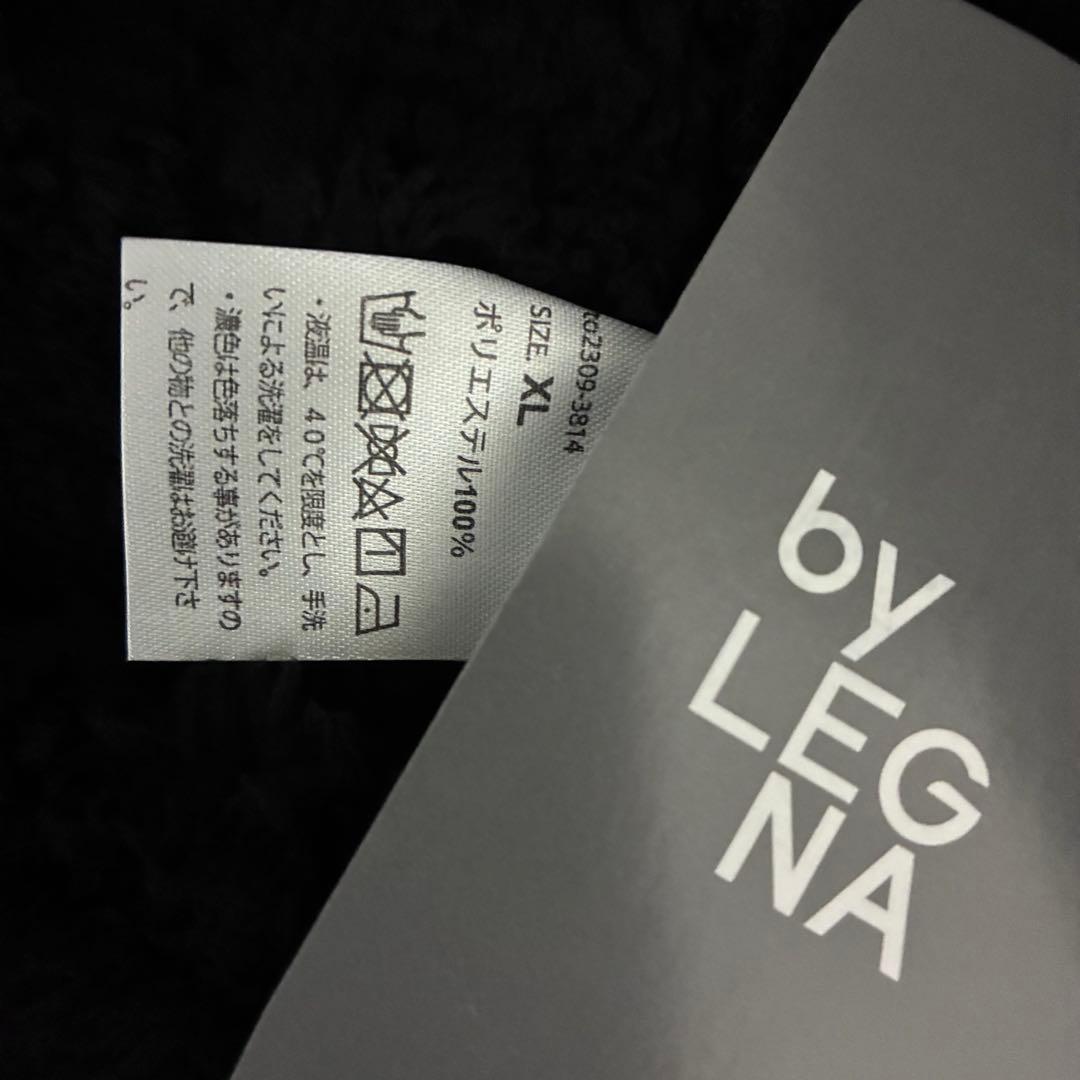 to2309-3814
SIZE XL
ポリエステル100%
・液温は、40℃を限度とし、手洗
いによる洗濯をしてください。
・濃色は色落ちする事がありますの
で、他の物との洗濯はお避け下さ
い。
by
LEG
NA